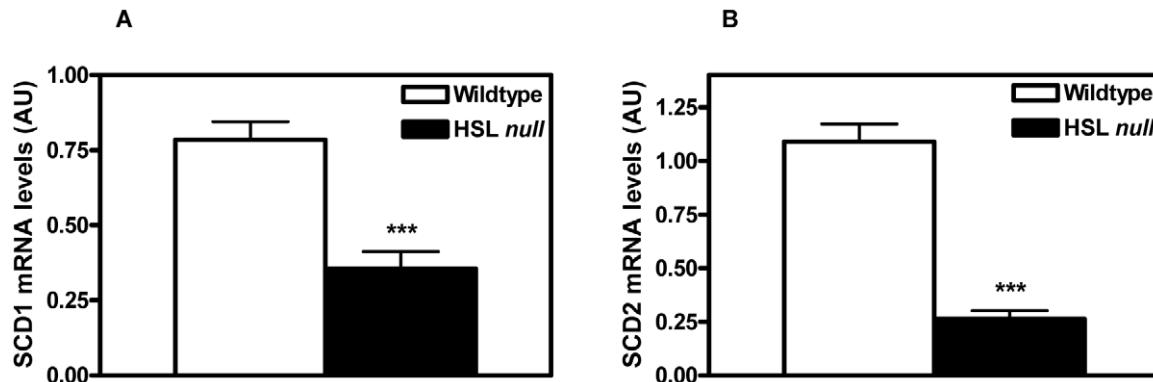 A
SCD1 mRNA levels (AU)
1.00
0.75
0.50
0.25
0.00
Wildtype
HSL null
***
B
SCD2 mRNA levels (AU)
1.25
1.00
0.75
0.50
0.25
0.00
Wildtype
HSL null
***